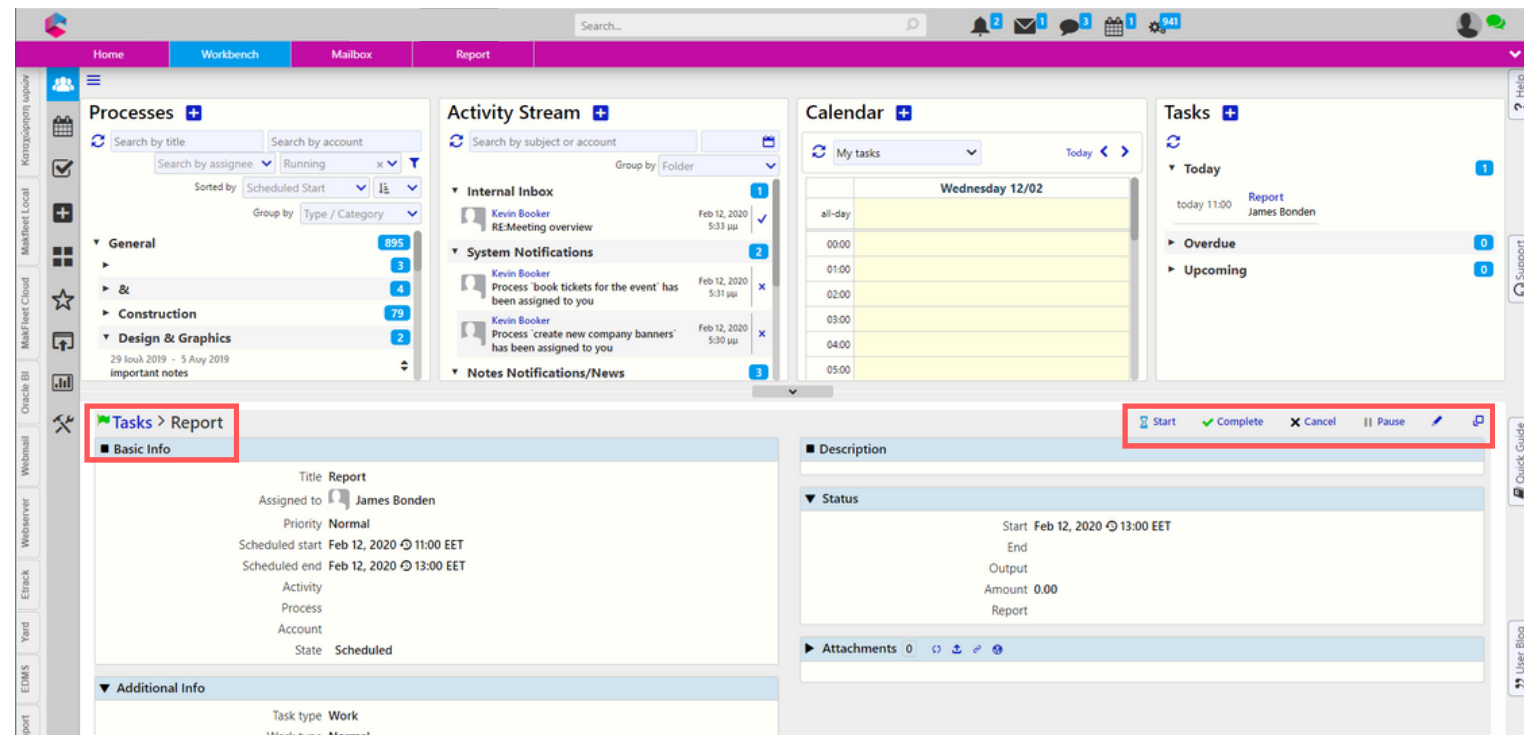 Search...
2
1
3
1
941
Home
Workbench
Mailbox
Report
Καταχώρηση ωρών
Makfleet Local
MakFleet Cloud
Oracle BI
Webmail
Webserver
Etrack
Yard
EDMS
Processes
Search by title
Search by account
Search by assignee
Running
Sorted by
Scheduled Start
Group by
Type / Category
General
895
3
&
4
Construction
79
Design & Graphics
2
29 Ιουλ 2019 - 5 Αυγ 2019
important notes
Activity Stream
Search by subject or account
Group by Folder
Internal Inbox
1
Kevin Booker
RE:Meeting overview
Feb 12, 2020
5:33 μμ
System Notifications
2
Kevin Booker
Process `book tickets for the event` has
been assigned to you
Feb 12, 2020
5:31 μμ
Kevin Booker
Process `create new company banners`
has been assigned to you
Feb 12, 2020
5:30 μμ
Notes Notifications/News
3
Calendar
My tasks
Today
Wednesday 12/02
all-day
00:00
01:00
02:00
03:00
04:00
05:00
Tasks
Today
1
today 11:00
Report
James Bonden
Overdue
0
Upcoming
0
? Help
Support
Quick Guide
User Blog
Tasks > Report
Start
Complete
Cancel
Pause
Basic Info
Title Report
Assigned to James Bonden
Priority Normal
Scheduled start Feb 12, 2020 11:00 EET
Scheduled end Feb 12, 2020 13:00 EET
Activity
Process
Account
State Scheduled
Additional Info
Task type Work
Work type Normal
Description
Status
Start Feb 12, 2020 13:00 EET
End
Output
Amount 0.00
Report
Attachments 0